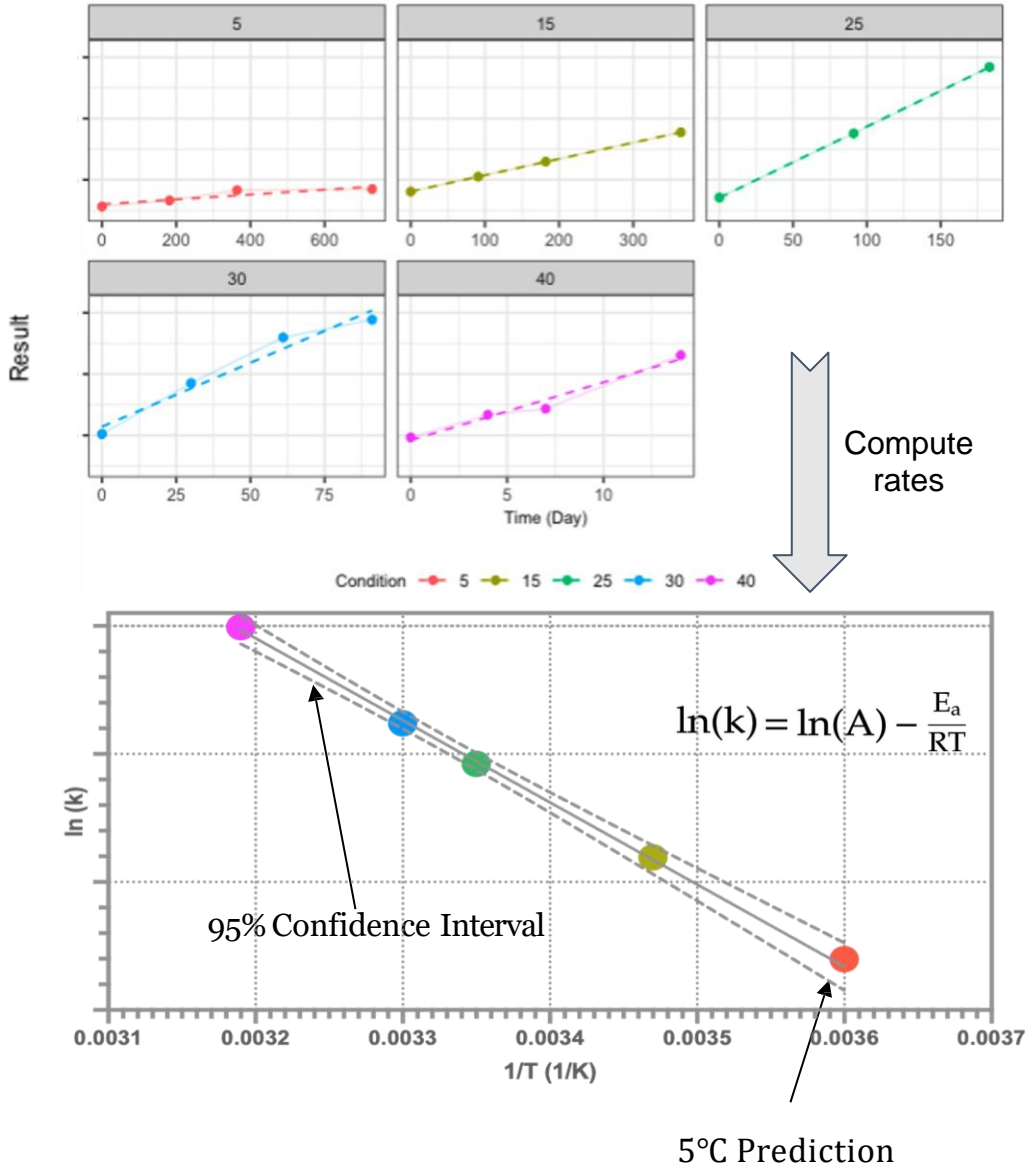 5
15
25
0
200
400
600
0
100
200
300
0
50
100
150
30
40
Result
0
25
50
75
0
5
10
Time (Day)
Compute
rates
Condition 5 15 25 30 40
ln(k) = ln(A) − Ea/RT
ln (k)
95% Confidence Interval
0.0031 0.0032 0.0033 0.0034 0.0035 0.0036 0.0037
1/T (1/K)
5°C Prediction